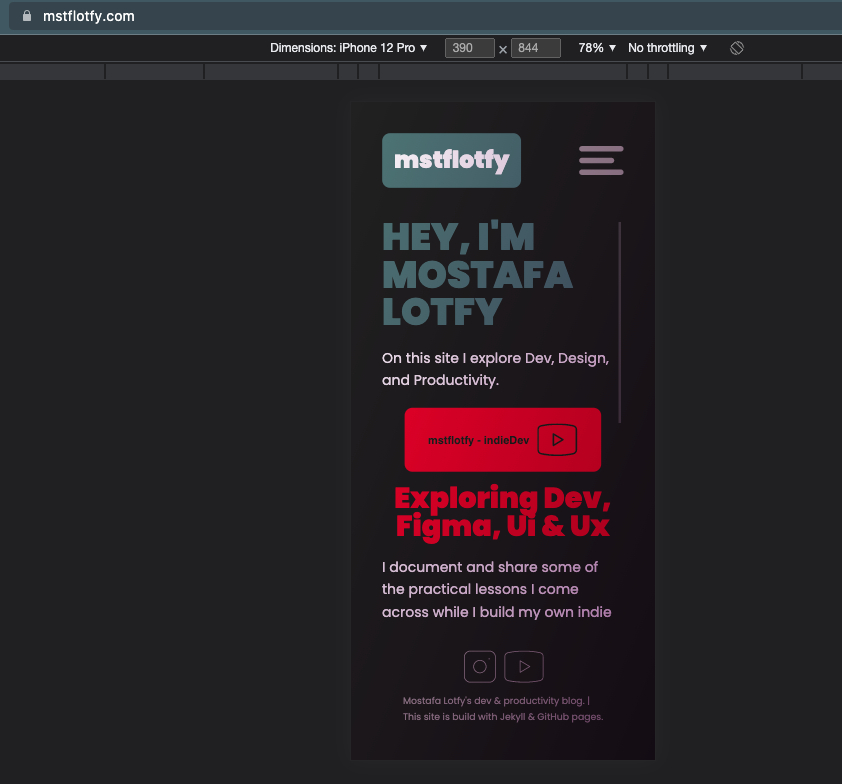 mstflotfy.com
Dimensions: iPhone 12 Pro ▼ 390 × 844 78% ▼ No throttling ▼
mstflotfy
HEY, I'M
MOSTAFA
LOTFY
On this site I explore Dev, Design,
and Productivity.
mstflotfy - IndieDev
Exploring Dev,
Figma, Ui & Ux
I document and share some of
the practical lessons I come
across while I build my own indie
Mostafa Lotfy's dev & productivity blog. |
This site is build with Jekyll & GitHub pages.